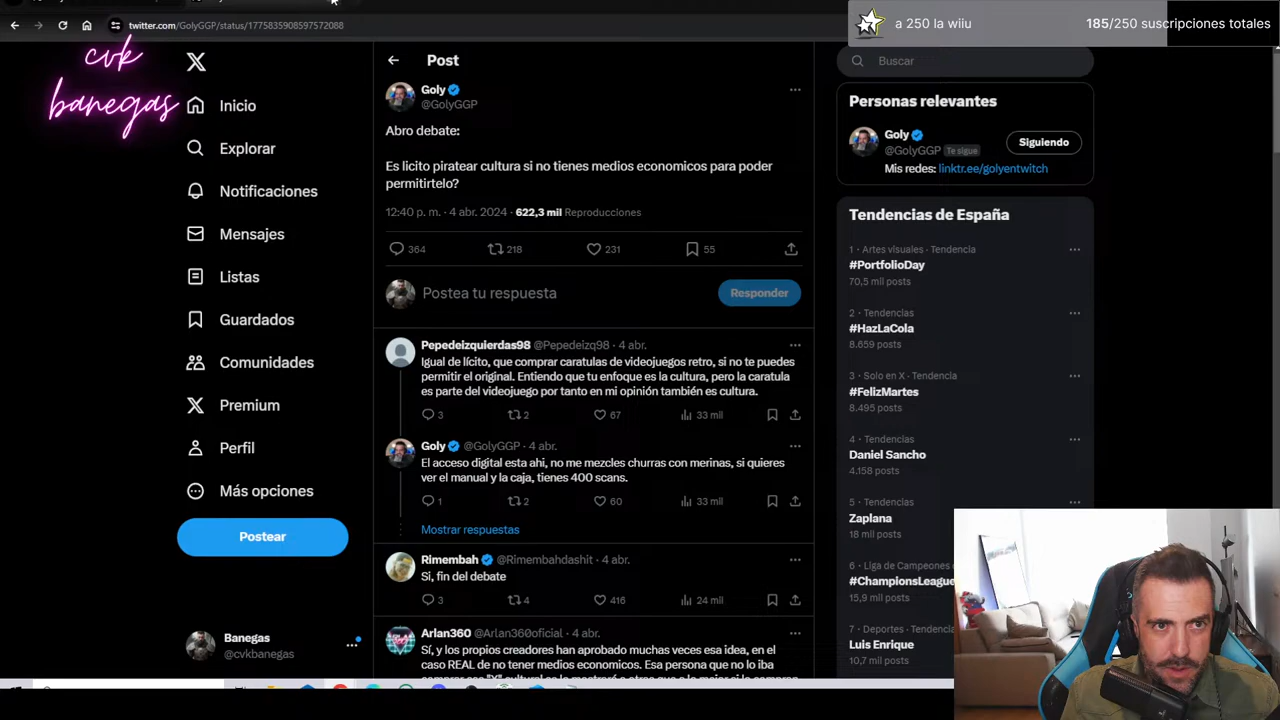 twitter.com/GolyGGP/status/1775835908597572088
a 250 la wiiu
185/250 suscripciones totales
cvk
banegas
Inicio
Explorar
Notificaciones
Mensajes
Listas
Guardados
Comunidades
Premium
Perfil
Más opciones
Postear
Banegas
@cvkbanegas
Post
Goly
@GolyGGP
Abro debate:
Es licito piratear cultura si no tienes medios economicos para poder
permitirtelo?
12:40 p. m. · 4 abr. 2024 · 622,3 mil Reproducciones
364
218
231
55
Postea tu respuesta
Responder
Pepedeizquierdas98 @Pepedeizq98 · 4 abr.
Igual de lícito, que comprar caratulas de videojuegos retro, si no te puedes
permitir el original. Entiendo que tu enfoque es la cultura, pero la caratula
es parte del videojuego por tanto en mi opinión también es cultura.
3
2
67
33 mil
Goly @GolyGGP · 4 abr.
El acceso digital esta ahi, no me mezcles churras con merinas, si quieres
ver el manual y la caja, tienes 400 scans.
1
2
60
33 mil
Mostrar respuestas
Rimembah @Rimembahdashit · 4 abr.
Si, fin del debate
3
4
416
24 mil
Arlan360 @Arlan360oficial · 4 abr.
Sí, y los propios creadores han aprobado muchas veces esa idea, en el
caso REAL de no tener medios economicos. Esa persona que no lo iba
Buscar
Personas relevantes
Goly
@GolyGGP Te sigue
Siguiendo
Mis redes: linktr.ee/golyentwitch
Tendencias de España
1 · Artes visuales · Tendencia
#PortfolioDay
70,5 mil posts
2 · Tendencias
#HazLaCola
8.659 posts
3 · Solo en X · Tendencia
#FelizMartes
8.495 posts
4 · Tendencias
Daniel Sancho
4.158 posts
5 · Tendencias
Zaplana
18 mil posts
6 · Liga de Campeones
#ChampionsLeague
15,9 mil posts
7 · Deportes · Tendencia
Luis Enrique
10,7 mil posts